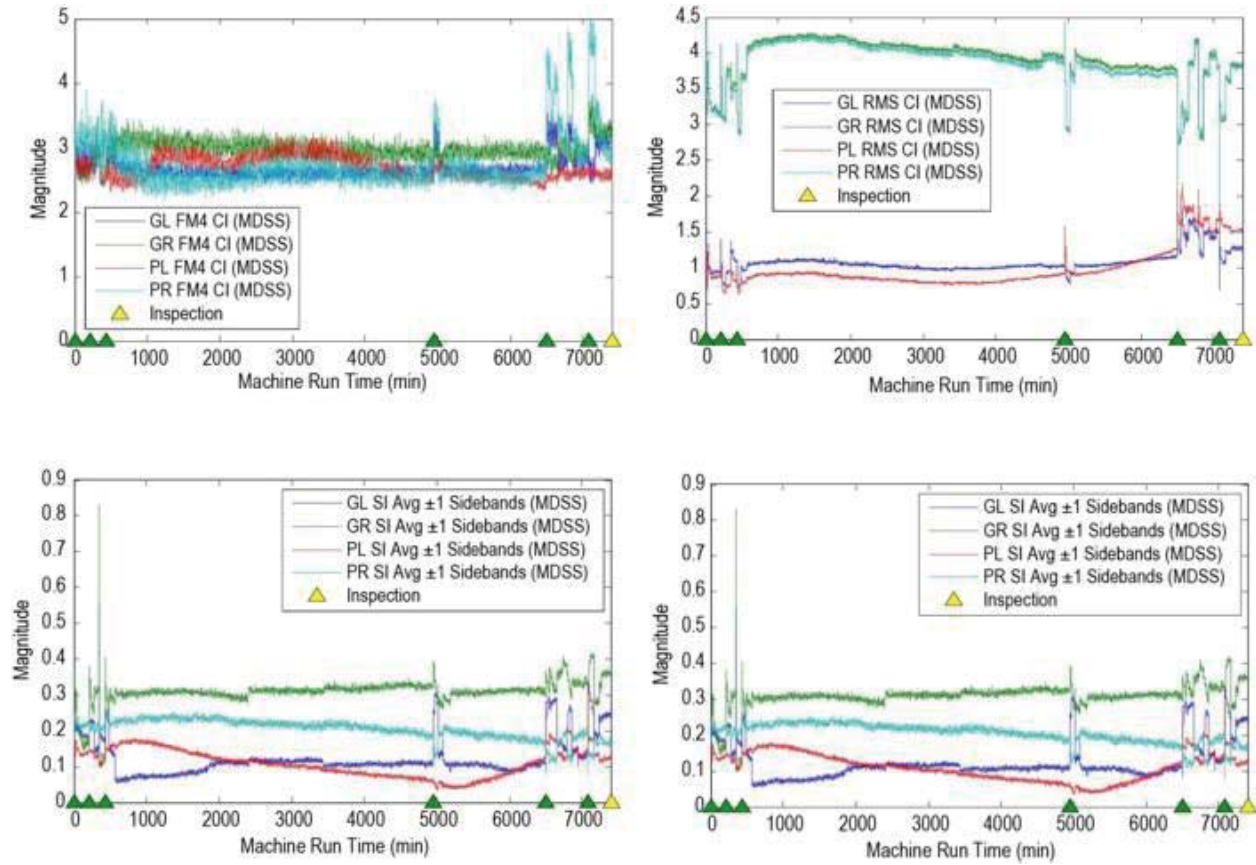 5
4
3
2
1
0
Magnitude
GL FM4 CI (MDSS)
GR FM4 CI (MDSS)
PL FM4 CI (MDSS)
PR FM4 CI (MDSS)
Inspection
0 1000 2000 3000 4000 5000 6000 7000
Machine Run Time (min)
4.5
4
3.5
3
2.5
2
1.5
1
0.5
0
Magnitude
GL RMS CI (MDSS)
GR RMS CI (MDSS)
PL RMS CI (MDSS)
PR RMS CI (MDSS)
Inspection
0 1000 2000 3000 4000 5000 6000 7000
Machine Run Time (min)
0.9
0.8
0.7
0.6
0.5
0.4
0.3
0.2
0.1
0
Magnitude
GL SI Avg ±1 Sidebands (MDSS)
GR SI Avg ±1 Sidebands (MDSS)
PL SI Avg ±1 Sidebands (MDSS)
PR SI Avg ±1 Sidebands (MDSS)
Inspection
0 1000 2000 3000 4000 5000 6000 7000
Machine Run Time (min)
0.9
0.8
0.7
0.6
0.5
0.4
0.3
0.2
0.1
0
Magnitude
GL SI Avg ±1 Sidebands (MDSS)
GR SI Avg ±1 Sidebands (MDSS)
PL SI Avg ±1 Sidebands (MDSS)
PR SI Avg ±1 Sidebands (MDSS)
Inspection
0 1000 2000 3000 4000 5000 6000 7000
Machine Run Time (min)